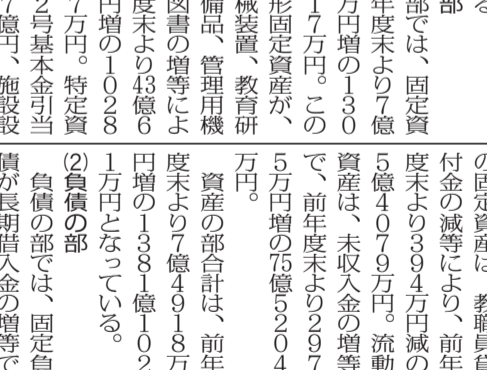 る
部
部では、固定資
年度末より7億
万円増の130
17万円。この
形固定資産が、
械装置、教育研
備品、管理用機
図書の増等によ
度末より43億6
円増の1028
7万円。特定資
2号基本金引当
7億円、施設設
の固定資産は、教職員貸
付金の減等により、前年
度末より394万円減の
5億4079万円。流動
資産は、未収入金の増等
で、前年度末より297
5万円増の75億5204
万円。
資産の部合計は、前年
度末より7億4918万
円増の1381億102
1万円となっている。
(2)負債の部
負債の部では、固定負
債が長期借入金の増等で